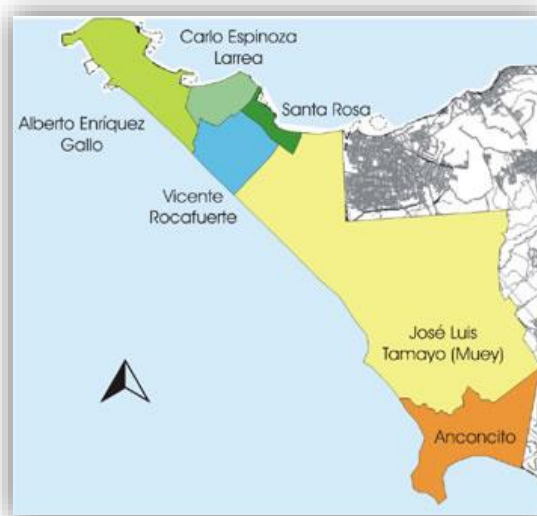 Carlo Espinoza
Larrea
Santa Rosa
Alberto Enríquez
Gallo
Vicente
Rocafuerte
José Luis
Tamayo (Muey)
Anconcito